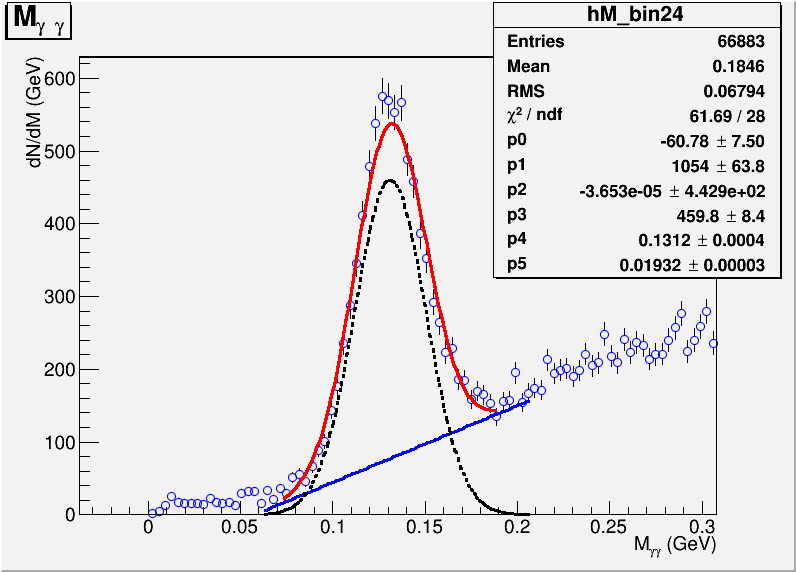 M γ γ
hM_bin24
Entries 66883
Mean 0.1846
RMS 0.06794
χ² / ndf 61.69 / 28
p0 -60.78 ± 7.50
p1 1054 ± 63.8
p2 -3.653e-05 ± 4.429e+02
p3 459.8 ± 8.4
p4 0.1312 ± 0.0004
p5 0.01932 ± 0.00003
dN/dM (GeV)
600
500
400
300
200
100
0
0 0.05 0.1 0.15 0.2 0.25 0.3
Mγγ (GeV)